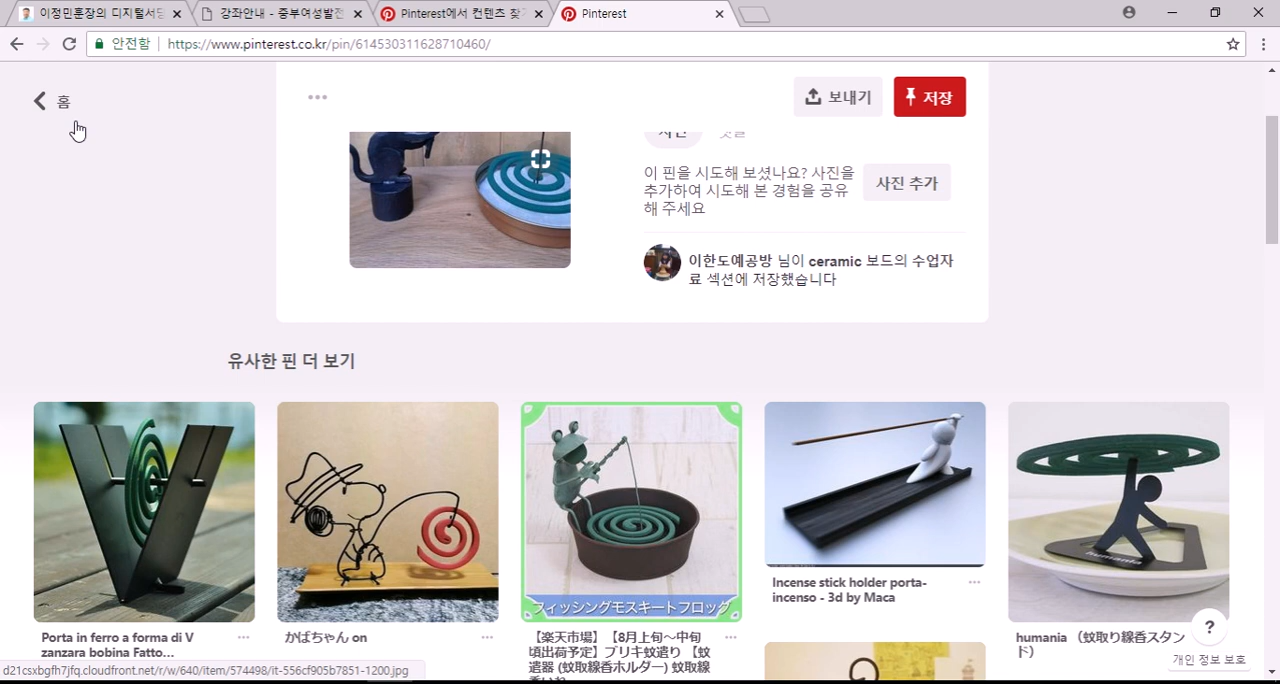 이정민훈장의 디지털서당
강좌안내 - 중부여성발전
Pinterest에서 컨텐츠 찾기
Pinterest
안전함
https://www.pinterest.co.kr/pin/614530311628710460/
홈
보내기
저장
사진
댓글
이 핀을 시도해 보셨나요? 사진을
추가하여 시도해 본 경험을 공유
해 주세요
사진 추가
이한도예공방 님이 ceramic 보드의 수업자
료 섹션에 저장했습니다
유사한 핀 더 보기
humania
フィッシングモスキートフロッグ
Porta in ferro a forma di V
zanzara bobina Fatto...
かばちゃん on
【楽天市場】【8月上旬～中旬
頃出荷予定】ブリキ蚊遣り 【蚊
遣器 (蚊取線香ホルダー) 蚊取線
Incense stick holder porta-
incenso - 3d by Maca
humania （蚊取り線香スタン
ド）
?
개인 정보 보호
d21csxbgfh7jfq.cloudfront.net/r/w/640/item/574498/it-556cf905b7851-1200.jpg